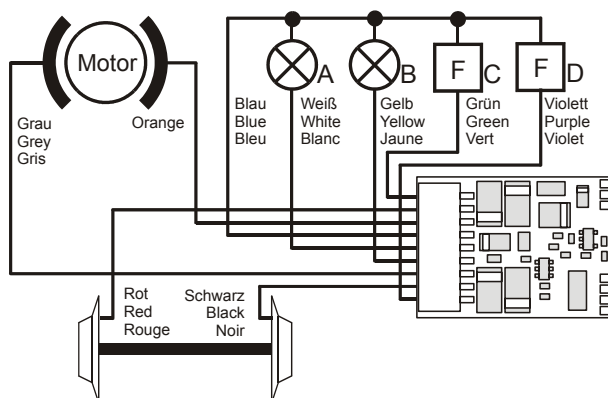 Motor
A
B
F C
F D
Grau
Grey
Gris
Orange
Blau
Blue
Bleu
Weiß
White
Blanc
Gelb
Yellow
Jaune
Grün
Green
Vert
Violett
Purple
Violet
Rot
Red
Rouge
Schwarz
Black
Noir